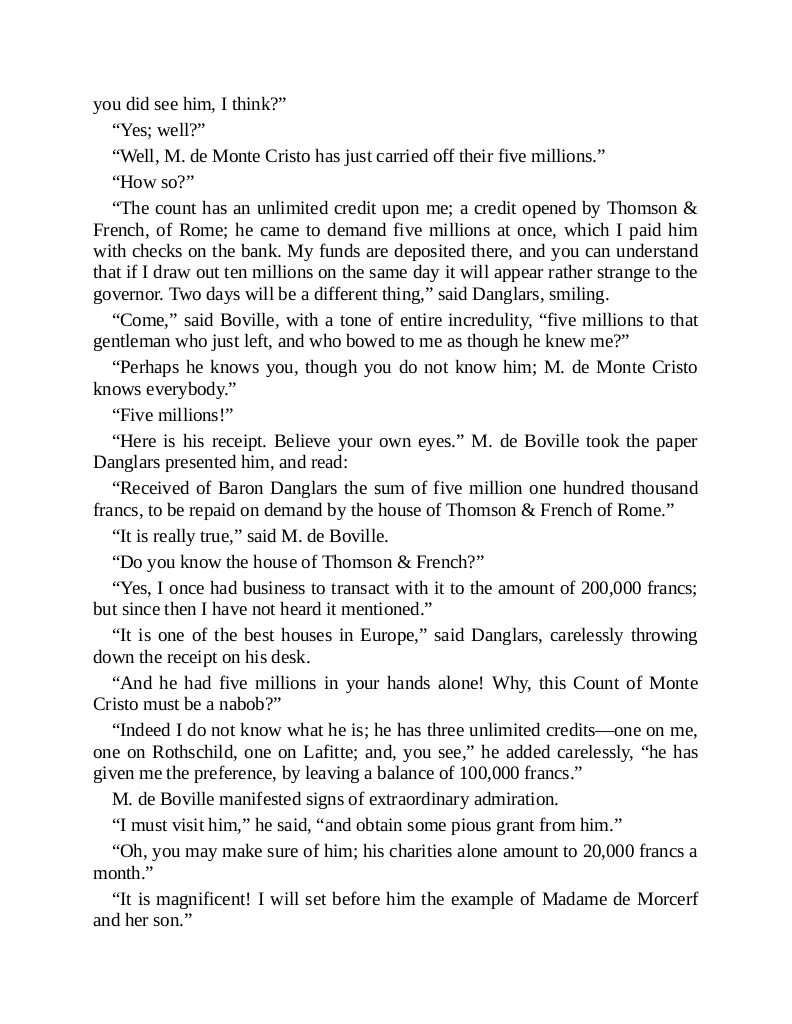 you did see him, I think?”
“Yes; well?”
“Well, M. de Monte Cristo has just carried off their five millions.”
“How so?”
“The count has an unlimited credit upon me; a credit opened by Thomson &
French, of Rome; he came to demand five millions at once, which I paid him
with checks on the bank. My funds are deposited there, and you can understand
that if I draw out ten millions on the same day it will appear rather strange to the
governor. Two days will be a different thing,” said Danglars, smiling.
“Come,” said Boville, with a tone of entire incredulity, “five millions to that
gentleman who just left, and who bowed to me as though he knew me?”
“Perhaps he knows you, though you do not know him; M. de Monte Cristo
knows everybody.”
“Five millions!”
“Here is his receipt. Believe your own eyes.” M. de Boville took the paper
Danglars presented him, and read:
“Received of Baron Danglars the sum of five million one hundred thousand
francs, to be repaid on demand by the house of Thomson & French of Rome.”
“It is really true,” said M. de Boville.
“Do you know the house of Thomson & French?”
“Yes, I once had business to transact with it to the amount of 200,000 francs;
but since then I have not heard it mentioned.”
“It is one of the best houses in Europe,” said Danglars, carelessly throwing
down the receipt on his desk.
“And he had five millions in your hands alone! Why, this Count of Monte
Cristo must be a nabob?”
“Indeed I do not know what he is; he has three unlimited credits—one on me,
one on Rothschild, one on Lafitte; and, you see,” he added carelessly, “he has
given me the preference, by leaving a balance of 100,000 francs.”
M. de Boville manifested signs of extraordinary admiration.
“I must visit him,” he said, “and obtain some pious grant from him.”
“Oh, you may make sure of him; his charities alone amount to 20,000 francs a
month.”
“It is magnificent! I will set before him the example of Madame de Morcerf
and her son.”